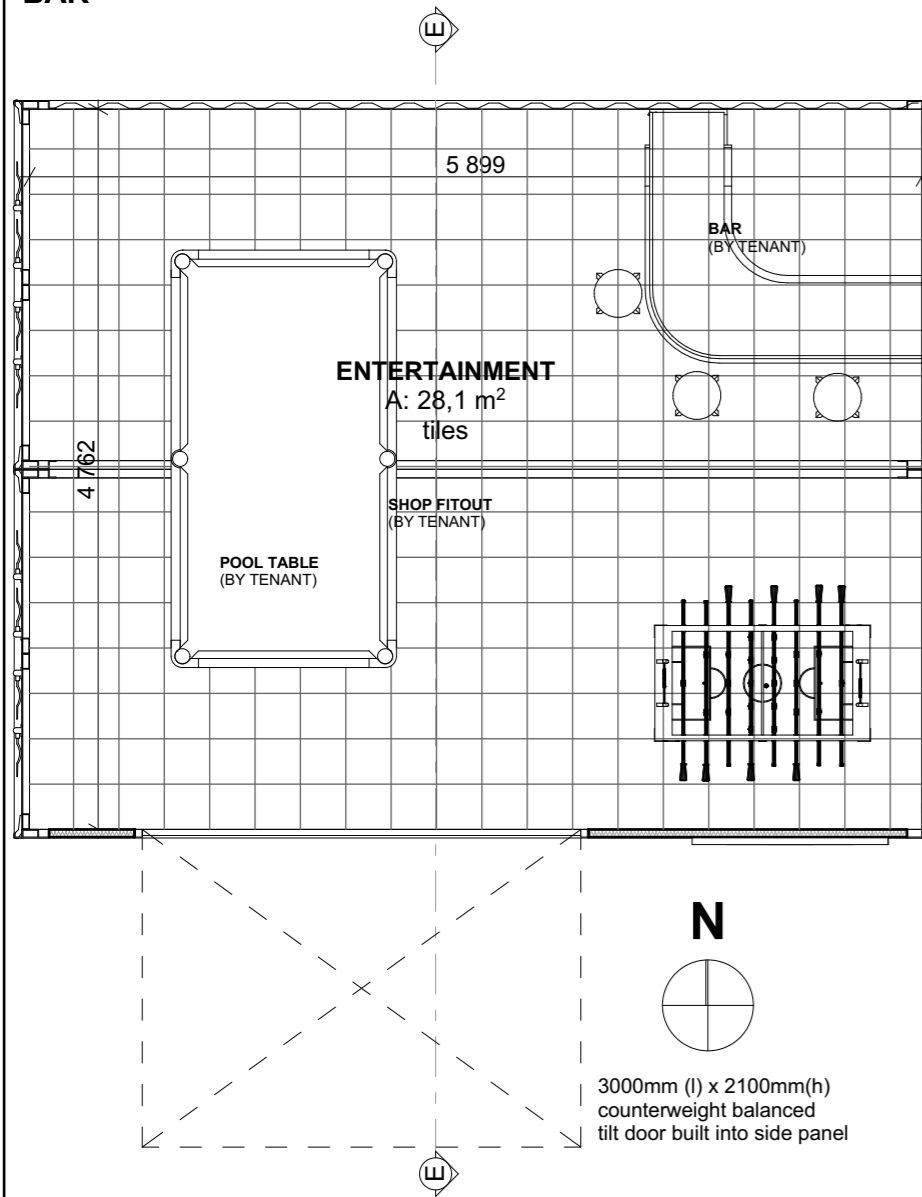 BAR
E
5 899
BAR
(BY TENANT)
ENTERTAINMENT
A: 28,1 m²
tiles
4 762
SHOP FITOUT
(BY TENANT)
POOL TABLE
(BY TENANT)
N
3000mm (l) x 2100mm(h)
counterweight balanced
tilt door built into side panel
E